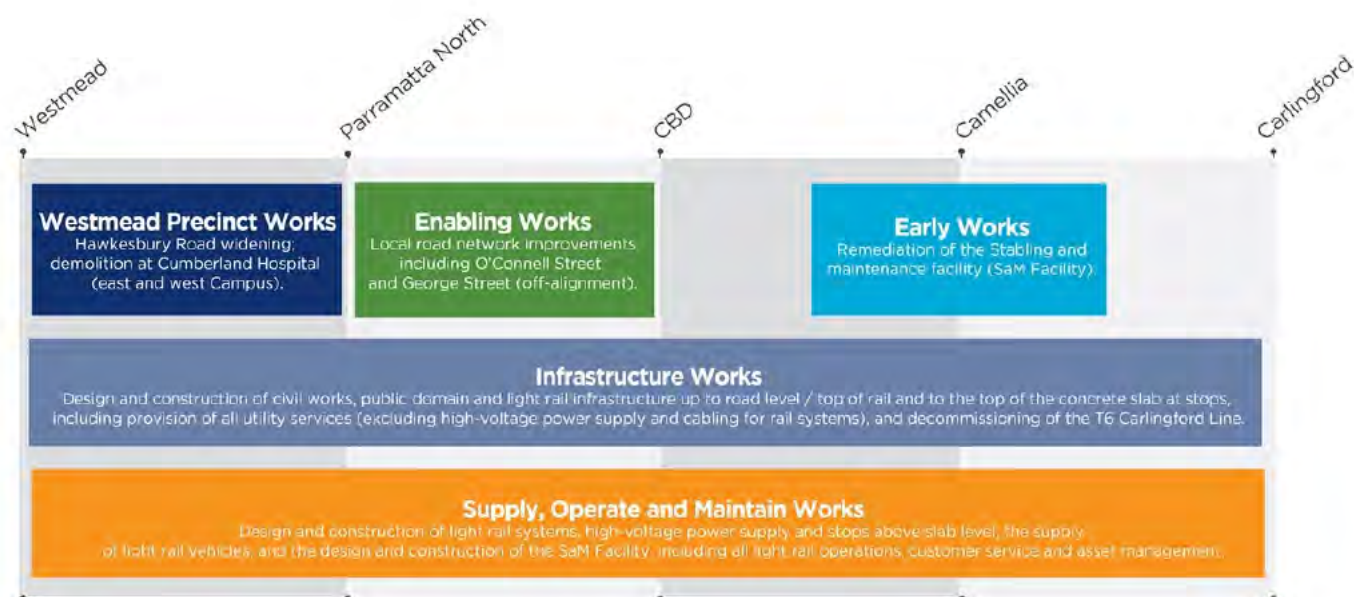 Westmead
Parramatta North
CBD
Camellia
Carlingford
Westmead Precinct Works
Hawkesbury Road widening;
demolition at Cumberland Hospital
(east and west Campus).
Enabling Works
Local road network improvements
including O'Connell Street
and George Street (off-alignment).
Early Works
Remediation of the Stabling and
maintenance facility (SaM Facility).
Infrastructure Works
Design and construction of civil works, public domain and light rail infrastructure up to road level / top of rail and to the top of the concrete slab at stops,
including provision of all utility services (excluding high-voltage power supply and cabling for rail systems), and decommissioning of the T6 Carlingford Line.
Supply, Operate and Maintain Works
Design and construction of light rail systems, high-voltage power supply and stops above slab level, the supply
of light rail vehicles, and the design and construction of the SaM Facility, including all light rail operations, customer service and asset management.